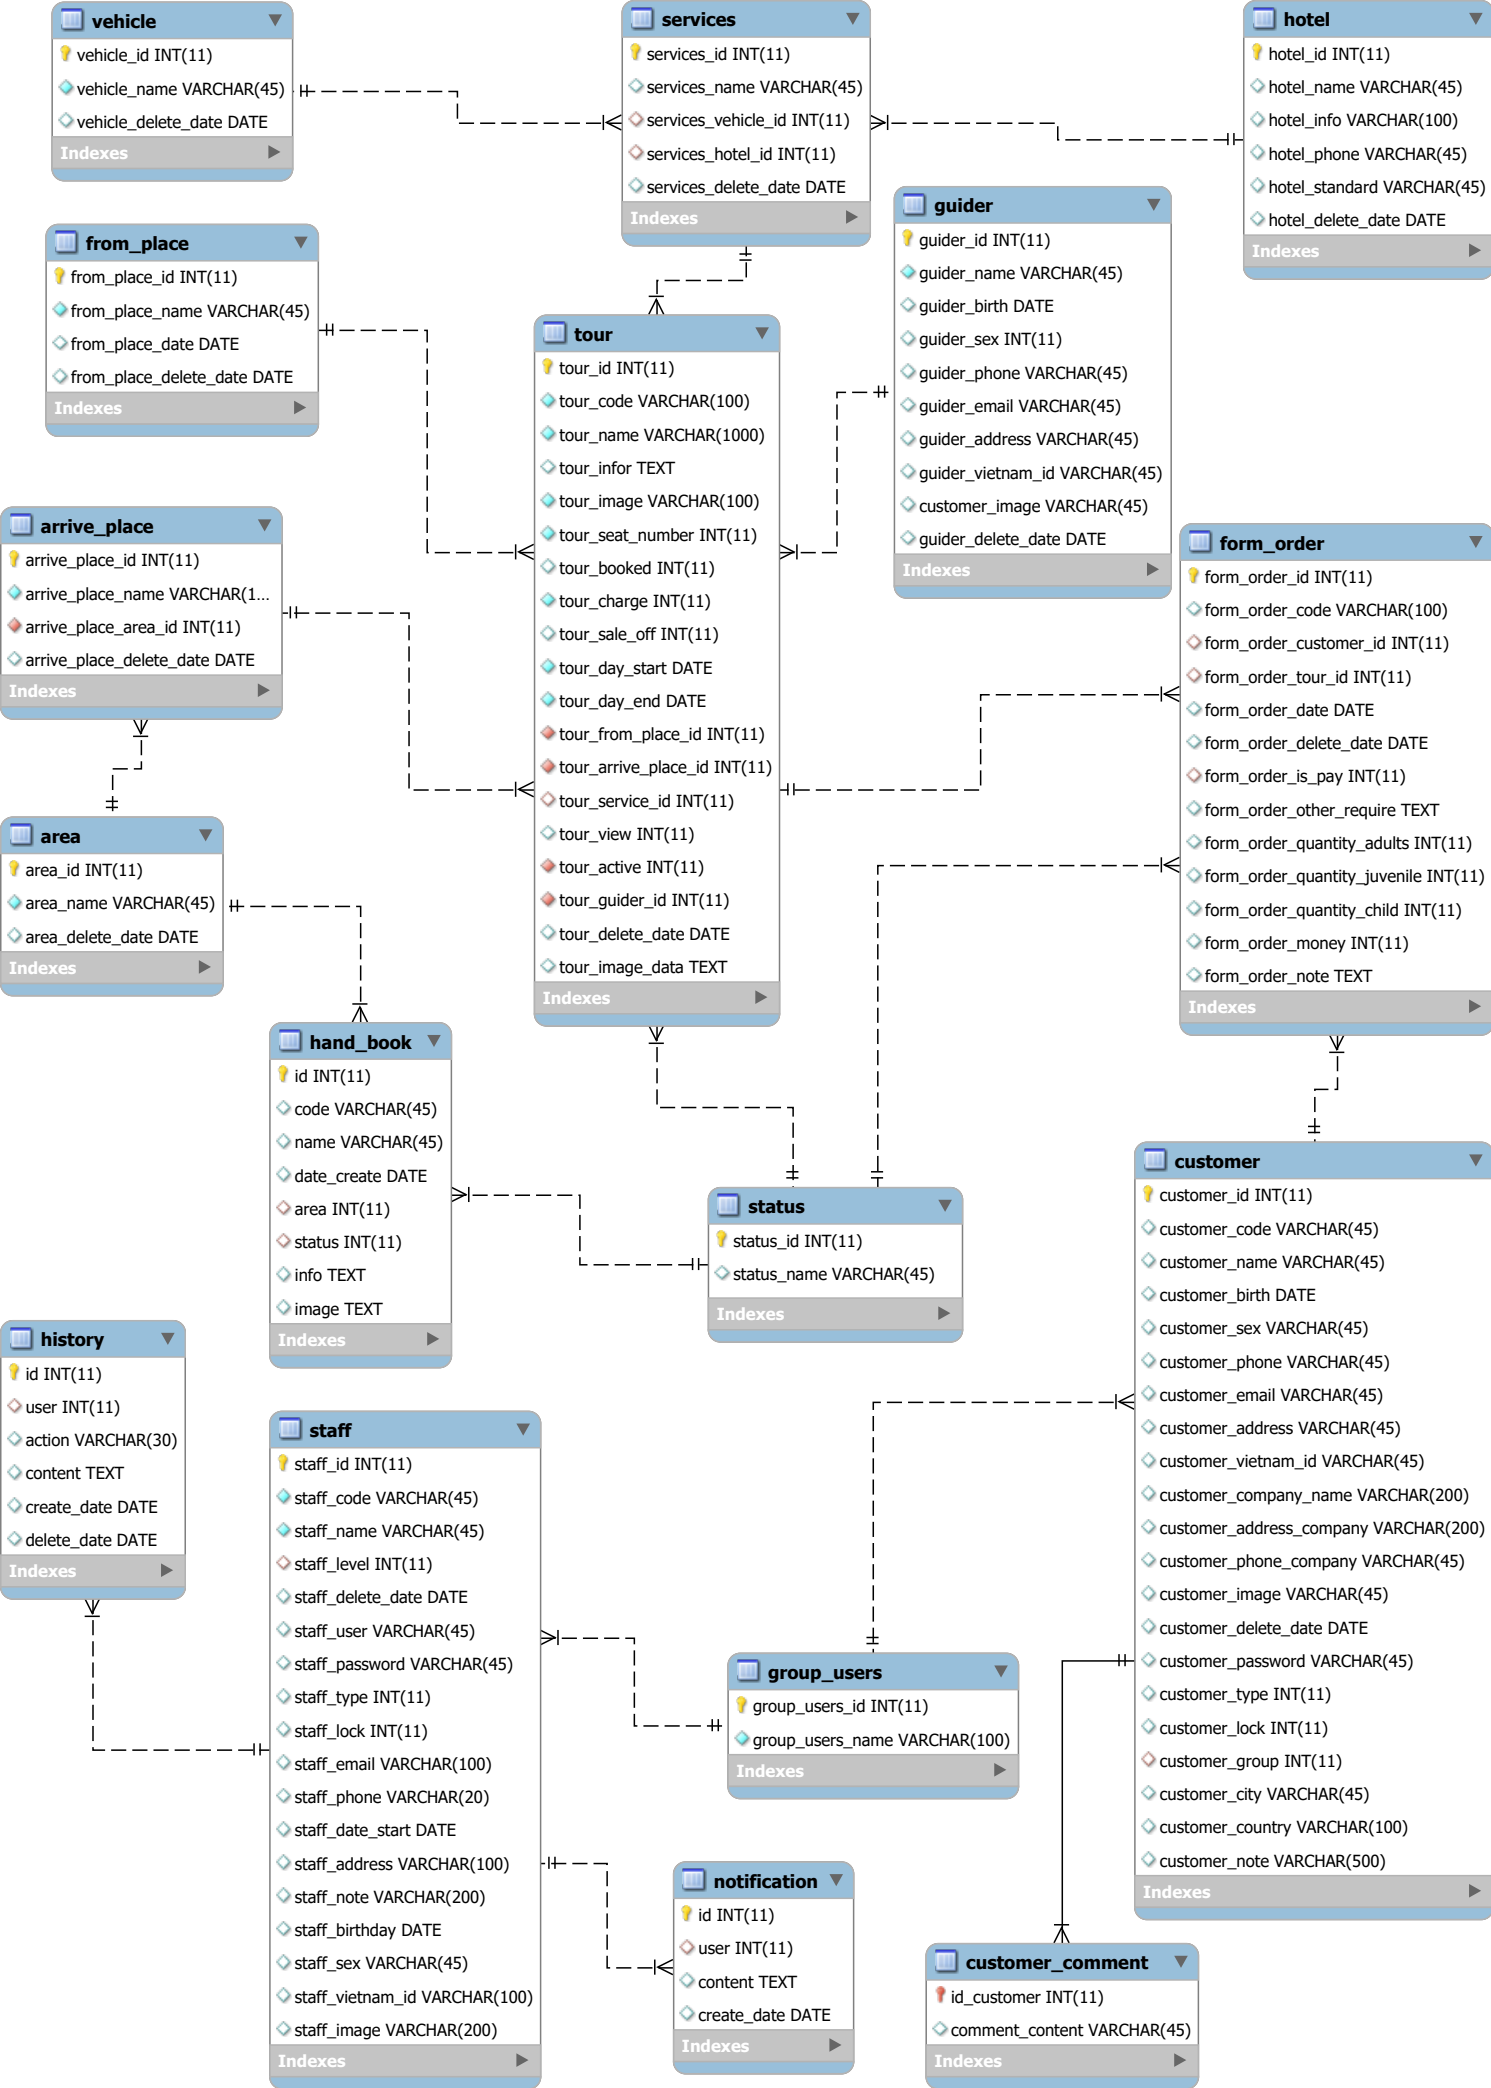 vehicle
vehicle_id INT(11)
vehicle_name VARCHAR(45)
vehicle_delete_date DATE
Indexes
services
services_id INT(11)
services_name VARCHAR(45)
services_vehicle_id INT(11)
services_hotel_id INT(11)
services_delete_date DATE
Indexes
hotel
hotel_id INT(11)
hotel_name VARCHAR(45)
hotel_info VARCHAR(100)
hotel_phone VARCHAR(45)
hotel_standard VARCHAR(45)
hotel_delete_date DATE
Indexes
from_place
from_place_id INT(11)
from_place_name VARCHAR(45)
from_place_date DATE
from_place_delete_date DATE
Indexes
guider
guider_id INT(11)
guider_name VARCHAR(45)
guider_birth DATE
guider_sex INT(11)
guider_phone VARCHAR(45)
guider_email VARCHAR(45)
guider_address VARCHAR(45)
guider_vietnam_id VARCHAR(45)
customer_image VARCHAR(45)
guider_delete_date DATE
Indexes
tour
tour_id INT(11)
tour_code VARCHAR(100)
tour_name VARCHAR(1000)
tour_infor TEXT
tour_image VARCHAR(100)
tour_seat_number INT(11)
tour_booked INT(11)
tour_charge INT(11)
tour_sale_off INT(11)
tour_day_start DATE
tour_day_end DATE
tour_from_place_id INT(11)
tour_arrive_place_id INT(11)
tour_service_id INT(11)
tour_view INT(11)
tour_active INT(11)
tour_guider_id INT(11)
tour_delete_date DATE
tour_image_data TEXT
Indexes
arrive_place
arrive_place_id INT(11)
arrive_place_name VARCHAR(1...
arrive_place_area_id INT(11)
arrive_place_delete_date DATE
Indexes
form_order
form_order_id INT(11)
form_order_code VARCHAR(100)
form_order_customer_id INT(11)
form_order_tour_id INT(11)
form_order_date DATE
form_order_delete_date DATE
form_order_is_pay INT(11)
form_order_other_require TEXT
form_order_quantity_adults INT(11)
form_order_quantity_juvenile INT(11)
form_order_quantity_child INT(11)
form_order_money INT(11)
form_order_note TEXT
Indexes
area
area_id INT(11)
area_name VARCHAR(45)
area_delete_date DATE
Indexes
hand_book
id INT(11)
code VARCHAR(45)
name VARCHAR(45)
date_create DATE
area INT(11)
status INT(11)
info TEXT
image TEXT
Indexes
status
status_id INT(11)
status_name VARCHAR(45)
Indexes
customer
customer_id INT(11)
customer_code VARCHAR(45)
customer_name VARCHAR(45)
customer_birth DATE
customer_sex VARCHAR(45)
customer_phone VARCHAR(45)
customer_email VARCHAR(45)
customer_address VARCHAR(45)
customer_vietnam_id VARCHAR(45)
customer_company_name VARCHAR(200)
customer_address_company VARCHAR(200)
customer_phone_company VARCHAR(45)
customer_image VARCHAR(45)
customer_delete_date DATE
customer_password VARCHAR(45)
customer_type INT(11)
customer_lock INT(11)
customer_group INT(11)
customer_city VARCHAR(45)
customer_country VARCHAR(100)
customer_note VARCHAR(500)
Indexes
history
id INT(11)
user INT(11)
action VARCHAR(30)
content TEXT
create_date DATE
delete_date DATE
Indexes
staff
staff_id INT(11)
staff_code VARCHAR(45)
staff_name VARCHAR(45)
staff_level INT(11)
staff_delete_date DATE
staff_user VARCHAR(45)
staff_password VARCHAR(45)
staff_type INT(11)
staff_lock INT(11)
staff_email VARCHAR(100)
staff_phone VARCHAR(20)
staff_date_start DATE
staff_address VARCHAR(100)
staff_note VARCHAR(200)
staff_birthday DATE
staff_sex VARCHAR(45)
staff_vietnam_id VARCHAR(100)
staff_image VARCHAR(200)
Indexes
group_users
group_users_id INT(11)
group_users_name VARCHAR(100)
Indexes
notification
id INT(11)
user INT(11)
content TEXT
create_date DATE
Indexes
customer_comment
id_customer INT(11)
comment_content VARCHAR(45)
Indexes